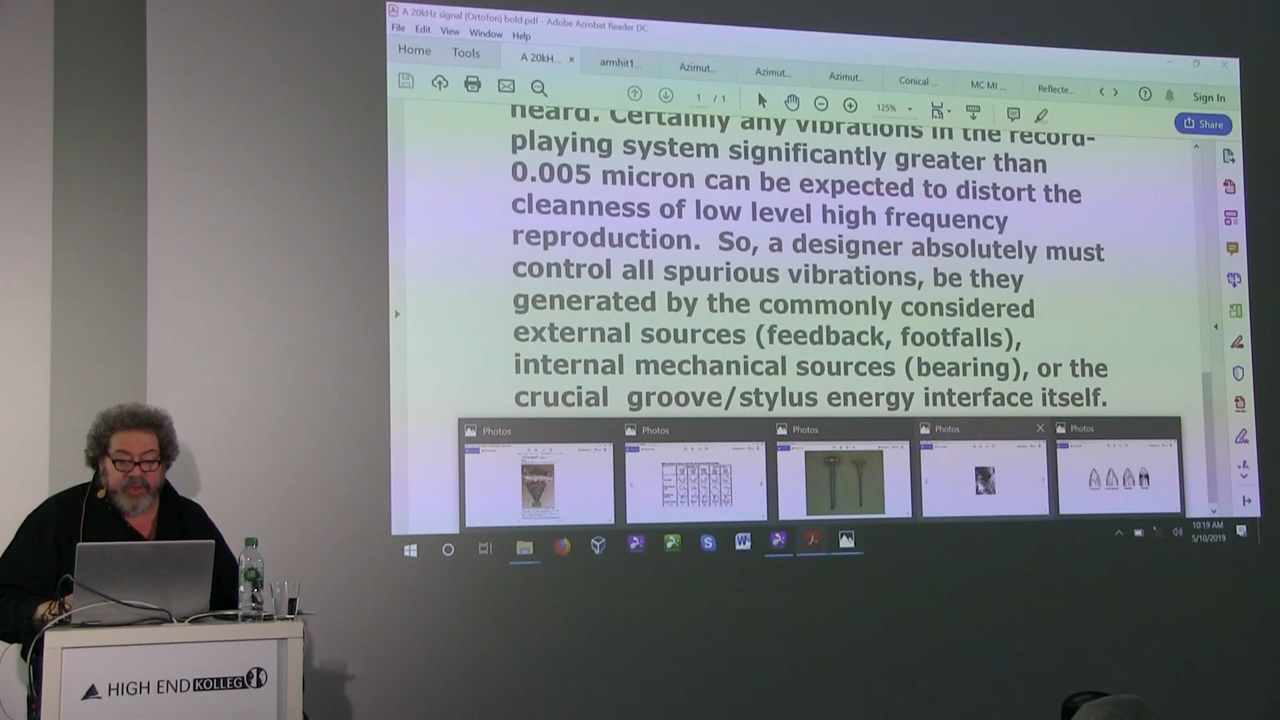 A 20kHz signal (Ortofon) bold.pdf - Adobe Acrobat Reader DC
File Edit View Window Help
Home Tools A 20kH... × armhit1... Azimut... Azimut... Azimut... Conical ... MC MI ... Reflecte...
Sign In
1 / 1 125%
Share
heard. Certainly any vibrations in the record-
playing system significantly greater than
0.005 micron can be expected to distort the
cleanness of low level high frequency
reproduction. So, a designer absolutely must
control all spurious vibrations, be they
generated by the commonly considered
external sources (feedback, footfalls),
internal mechanical sources (bearing), or the
crucial groove/stylus energy interface itself.
Photos Photos Photos Photos Photos
10:19 AM
5/10/2019
HIGH END KOLLEG